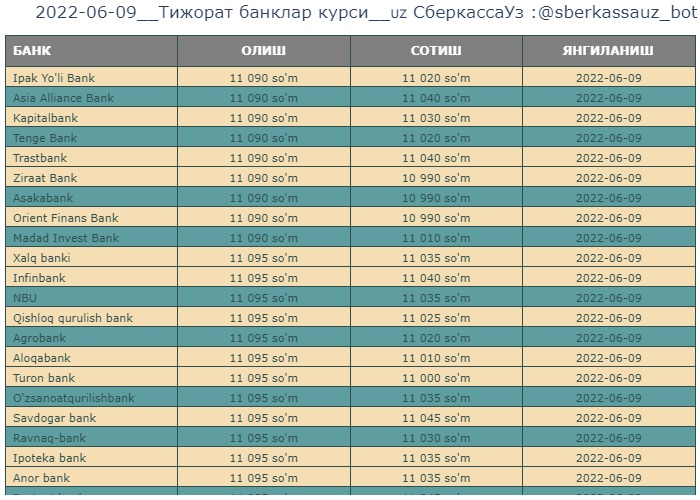 2022-06-09__Тижорат банклар курси__uz СберкассаУз :@sberkassauz_bot
БАНК ОЛИШ СОТИШ ЯНГИЛАНИШ
Ipak Yo'li Bank 11 090 so'm 11 020 so'm 2022-06-09
Asia Alliance Bank 11 090 so'm 11 040 so'm 2022-06-09
Kapitalbank 11 090 so'm 11 030 so'm 2022-06-09
Tenge Bank 11 090 so'm 11 020 so'm 2022-06-09
Trastbank 11 090 so'm 11 040 so'm 2022-06-09
Ziraat Bank 11 090 so'm 10 990 so'm 2022-06-09
Asakabank 11 090 so'm 10 990 so'm 2022-06-09
Orient Finans Bank 11 090 so'm 10 990 so'm 2022-06-09
Madad Invest Bank 11 090 so'm 11 010 so'm 2022-06-09
Xalq banki 11 095 so'm 11 035 so'm 2022-06-09
Infinbank 11 095 so'm 11 040 so'm 2022-06-09
NBU 11 095 so'm 11 035 so'm 2022-06-09
Qishloq qurulish bank 11 095 so'm 11 025 so'm 2022-06-09
Agrobank 11 095 so'm 11 020 so'm 2022-06-09
Aloqabank 11 095 so'm 11 010 so'm 2022-06-09
Turon bank 11 095 so'm 11 000 so'm 2022-06-09
O'zsanoatqurilishbank 11 095 so'm 11 035 so'm 2022-06-09
Savdogar bank 11 095 so'm 11 045 so'm 2022-06-09
Ravnaq-bank 11 095 so'm 11 030 so'm 2022-06-09
Ipoteka bank 11 095 so'm 11 035 so'm 2022-06-09
Anor bank 11 095 so'm 11 035 so'm 2022-06-09